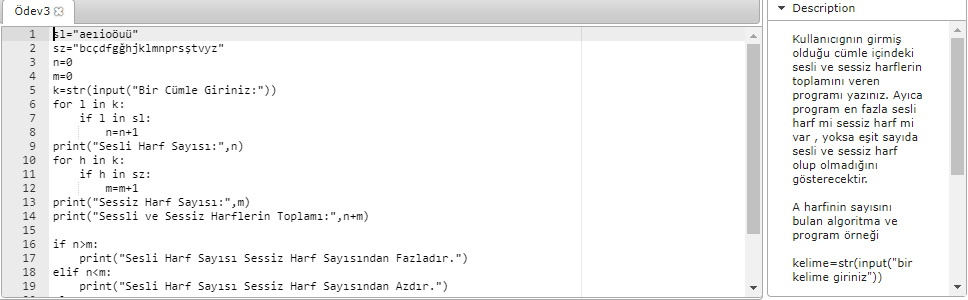 Ödev3
1 sl="aeıioöuü"
2 sz="bcçdfgğhjklmnprsştvyz"
3 n=0
4 m=0
5 k=str(input("Bir Cümle Giriniz:"))
6 for l in k:
7 if l in sl:
8 n=n+1
9 print("Sesli Harf Sayısı:",n)
10 for h in k:
11 if h in sz:
12 m=m+1
13 print("Sessiz Harf Sayısı:",m)
14 print("Sessli ve Sessiz Harflerin Toplamı:",n+m)
15
16 if n>m:
17 print("Sesli Harf Sayısı Sessiz Harf Sayısından Fazladır.")
18 elif n<m:
19 print("Sesli Harf Sayısı Sessiz Harf Sayısından Azdır.")
Description
Kullanıcıgnın girmiş
olduğu cümle içindeki
sesli ve sessiz harflerin
toplamını veren
programı yazınız. Ayıca
program en fazla sesli
harf mi sessiz harf mi
var , yoksa eşit sayıda
sesli ve sessiz harf
olup olmadığını
gösterecektir.
A harfinin sayısını
bulan algoritma ve
program örneği
kelime=str(input("bir
kelime giriniz"))